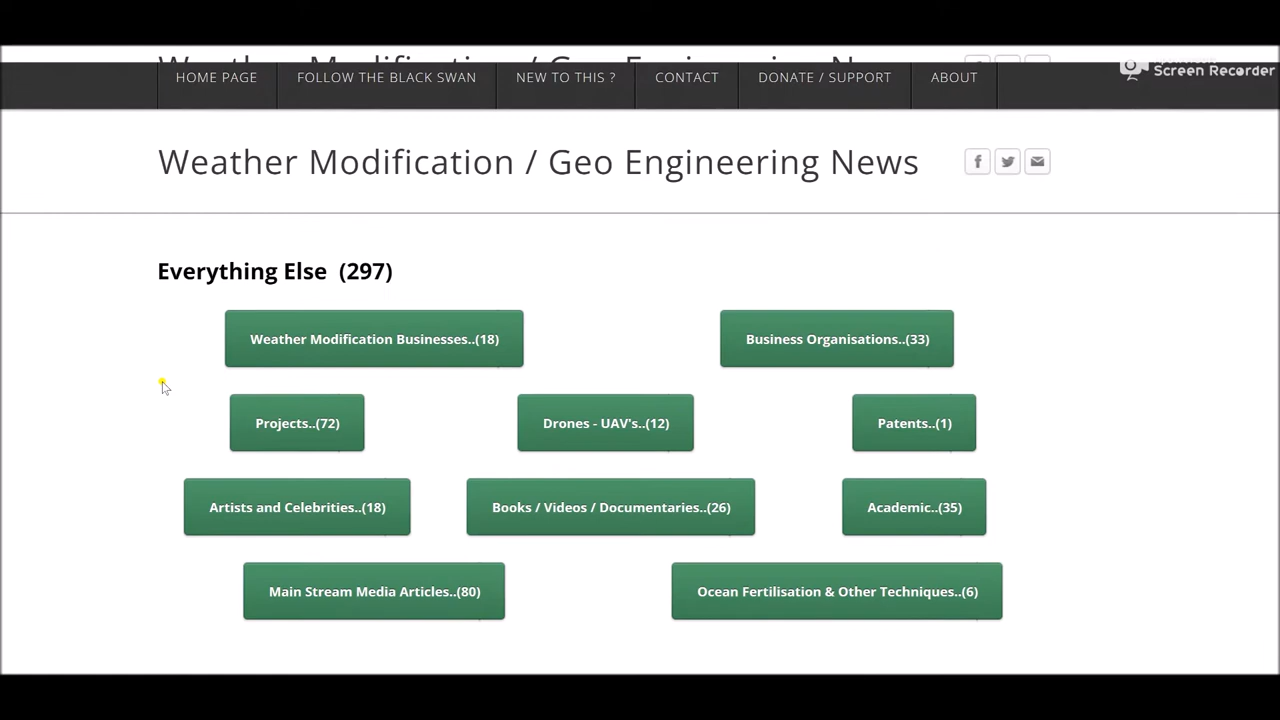 HOME PAGE FOLLOW THE BLACK SWAN NEW TO THIS ? CONTACT DONATE / SUPPORT ABOUT
Screen Recorder
Weather Modification / Geo Engineering News
Everything Else (297)
Weather Modification Businesses..(18) Business Organisations..(33)
Projects..(72) Drones - UAV's..(12) Patents..(1)
Artists and Celebrities..(18) Books / Videos / Documentaries..(26) Academic..(35)
Main Stream Media Articles..(80) Ocean Fertilisation & Other Techniques..(6)